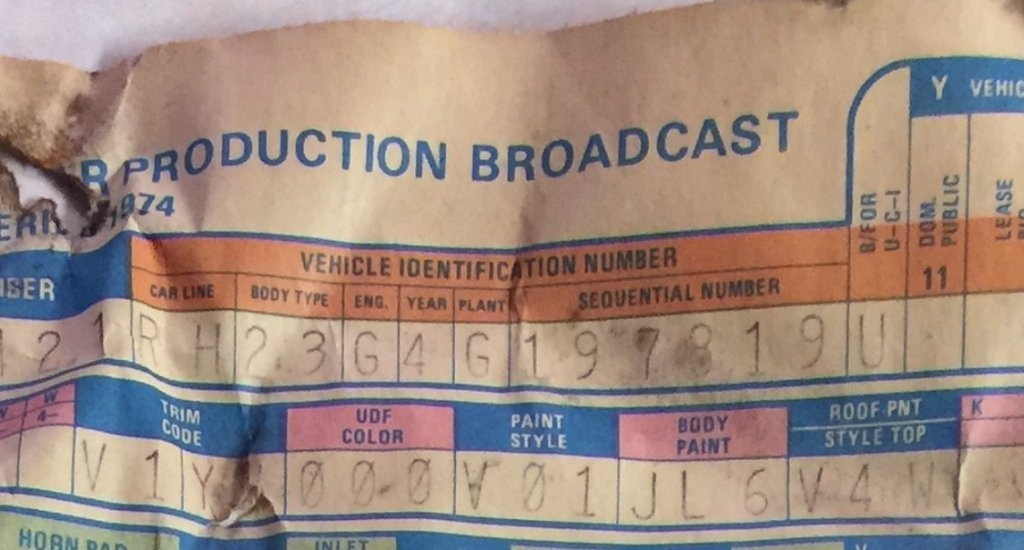 R PRODUCTION BROADCAST
1974
Y VEHIC
B/FOR U-C-I
DOM. PUBLIC
LEASE
VEHICLE IDENTIFICATION NUMBER
11
CAR LINE BODY TYPE ENG. YEAR PLANT SEQUENTIAL NUMBER
1 2 1 R H 2 3 G 4 G 1 9 7 8 1 9 U
W 4-
TRIM CODE UDF COLOR PAINT STYLE BODY PAINT ROOF PNT STYLE TOP K
V 1 Y 0 0 0 V 0 1 J L 6 V 4 W
HORN PAD INLET